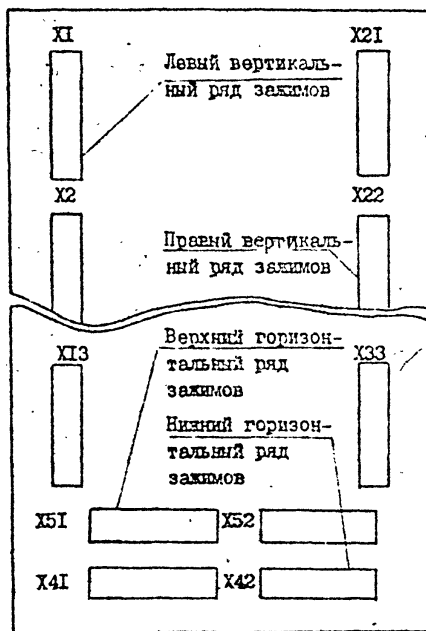 X1 X21
Левый вертикаль-
ный ряд зажимов
X2 X22
Правый вертикаль-
ный ряд зажимов
X13 X33
Верхний горизон-
тальный ряд
зажимов
Нижний горизон-
тальный ряд
зажимов
X51 X52
X41 X42